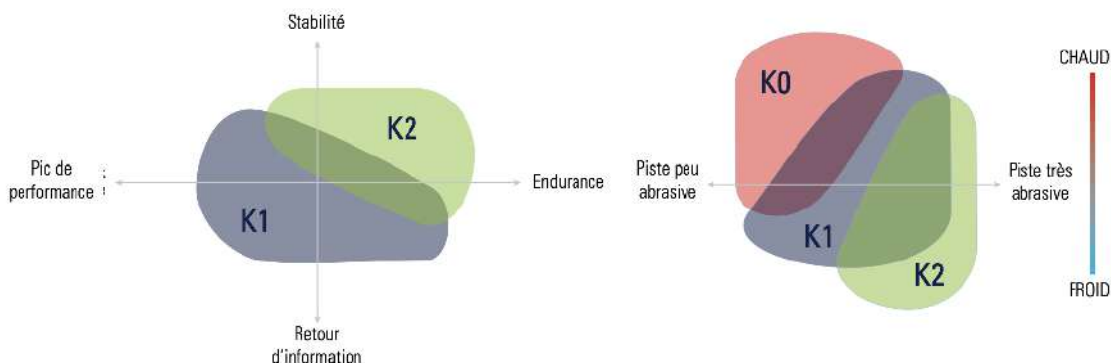 Stabilité
K2
Pic de
performance
Endurance
K1
Retour
d'information
K0
Piste peu
abrasive
Piste très
abrasive
K1
K2
CHAUD
FROID